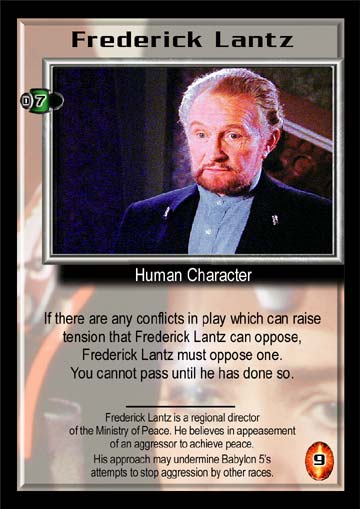 Frederick Lantz
0 7
Human Character
If there are any conflicts in play which can raise
tension that Frederick Lantz can oppose,
Frederick Lantz must oppose one.
You cannot pass until he has done so.
Frederick Lantz is a regional director
of the Ministry of Peace. He believes in appeasement
of an aggressor to achieve peace.
His approach may undermine Babylon 5's
attempts to stop aggression by other races.
9